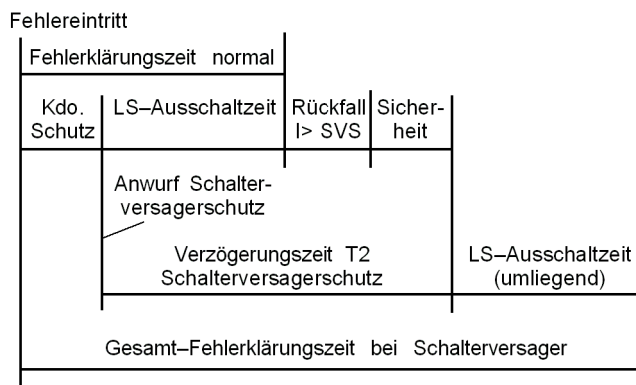 Fehlereintritt
Fehlerklärungszeit normal
Kdo. Schutz
LS–Ausschaltzeit
Rückfall
I> SVS
Sicher-
heit
Anwurf Schalter-
versagerschutz
Verzögerungszeit T2
Schalterversagerschutz
LS–Ausschaltzeit
(umliegend)
Gesamt–Fehlerklärungszeit bei Schalterversager